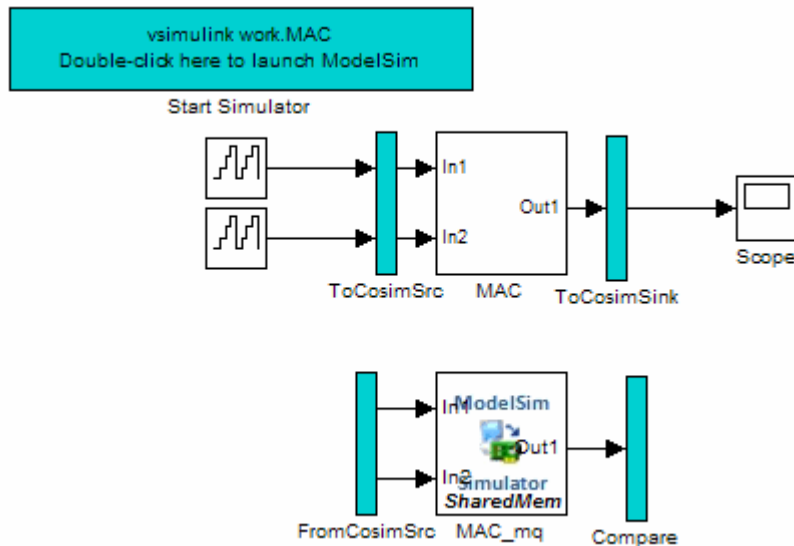 vsimulink work.MAC
Double-click here to launch ModelSim
Start Simulator
In1
In2
Out1
ToCosimSrc
MAC
ToCosimSink
Scope
In1
In2
ModelSim
Simulator
Out1
SharedMem
FromCosimSrc
MAC_mq
Compare